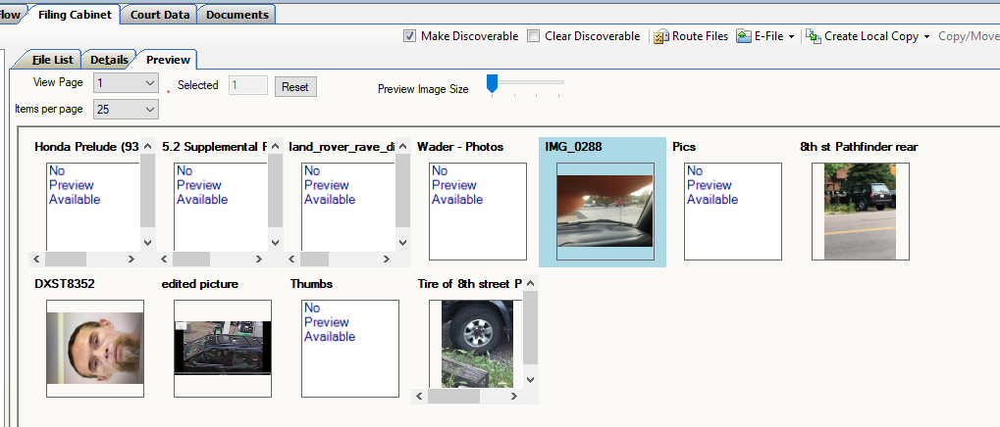 Flow Filing Cabinet Court Data Documents
Make Discoverable Clear Discoverable Route Files E-File Create Local Copy Copy/Move
File List Details Preview
View Page 1 . Selected 1 Reset Preview Image Size
Items per page 25
Honda Prelude (93 5.2 Supplemental F land_rover_rave_di Wader - Photos IMG_0288 Pics 8th st Pathfinder rear
No
Preview
Available
No
Preview
Available
No
Preview
Available
No
Preview
Available
No
Preview
Available
DXST8352 edited picture Thumbs Tire of 8th street P
No
Preview
Available